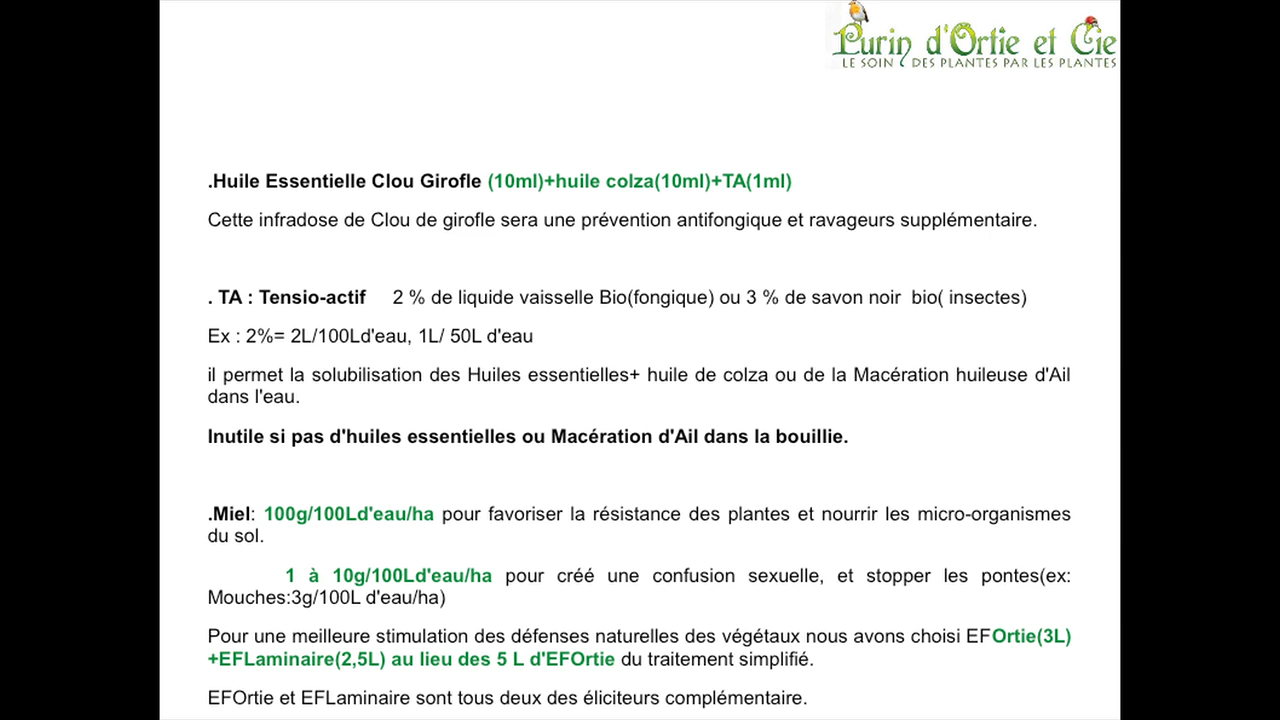 Purin d'Ortie et Cie
LE SOIN DES PLANTES PAR LES PLANTES
.Huile Essentielle Clou Girofle (10ml)+huile colza(10ml)+TA(1ml)
Cette infradose de Clou de girofle sera une prévention antifongique et ravageurs supplémentaire.
. TA : Tensio-actif 2 % de liquide vaisselle Bio(fongique) ou 3 % de savon noir bio( insectes)
Ex : 2%= 2L/100Ld'eau, 1L/ 50L d'eau
il permet la solubilisation des Huiles essentielles+ huile de colza ou de la Macération huileuse d'Ail
dans l'eau.
Inutile si pas d'huiles essentielles ou Macération d'Ail dans la bouillie.
.Miel: 100g/100Ld'eau/ha pour favoriser la résistance des plantes et nourrir les micro-organismes
du sol.
1 à 10g/100Ld'eau/ha pour créé une confusion sexuelle, et stopper les pontes(ex:
Mouches:3g/100L d'eau/ha)
Pour une meilleure stimulation des défenses naturelles des végétaux nous avons choisi EFOrtie(3L)
+EFLaminaire(2,5L) au lieu des 5 L d'EFOrtie du traitement simplifié.
EFOrtie et EFLaminaire sont tous deux des éliciteurs complémentaire.